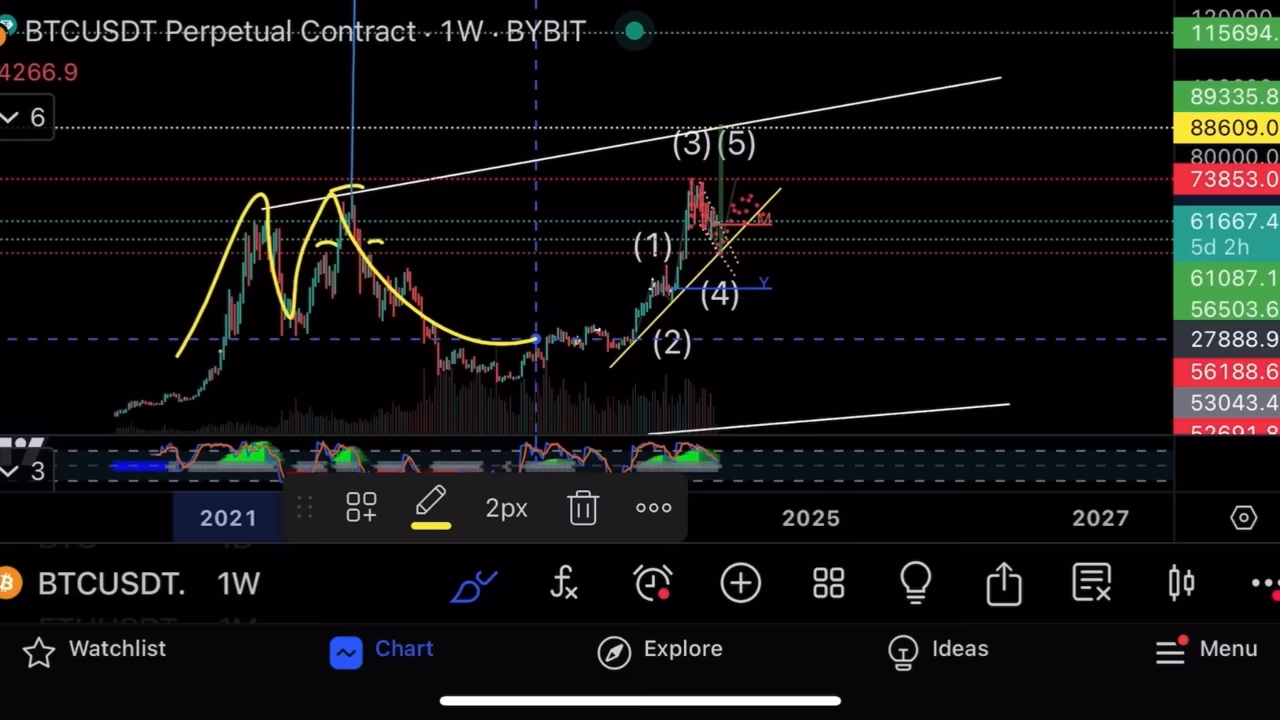 BTCUSDT Perpetual Contract · 1W · BYBIT
115694.
4266.9
89335.8
6
88609.0
(3)(5)
80000.0
73853.0
M
61667.4
(1)
5d 2h
61087.1
Y
(4)
56503.6
(2)
27888.9
56188.6
53043.4
3
2px
2021
2025
2027
BTCUSDT. 1W
Watchlist
Chart
Explore
Ideas
Menu